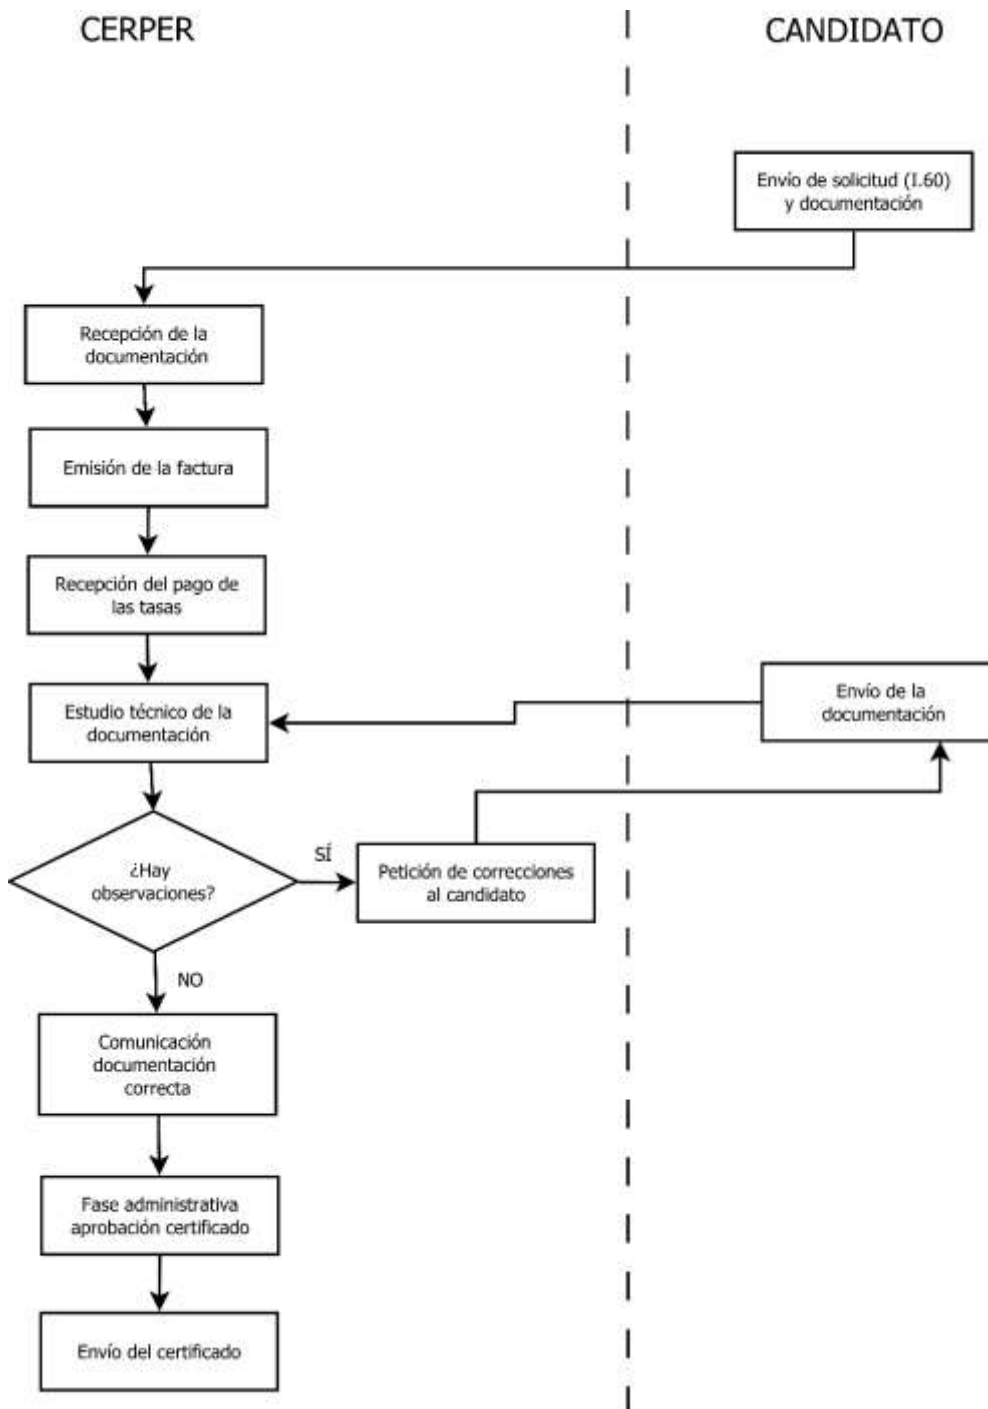 CERPER
CANDIDATO
Envío de solicitud (I.60)
y documentación
Recepción de la
documentación
Emisión de la factura
Recepción del pago de
las tasas
Estudio técnico de la
documentación
Envío de la
documentación
¿Hay
observaciones?
SÍ
Petición de correcciones
al candidato
NO
Comunicación
documentación
correcta
Fase administrativa
aprobación certificado
Envío del certificado